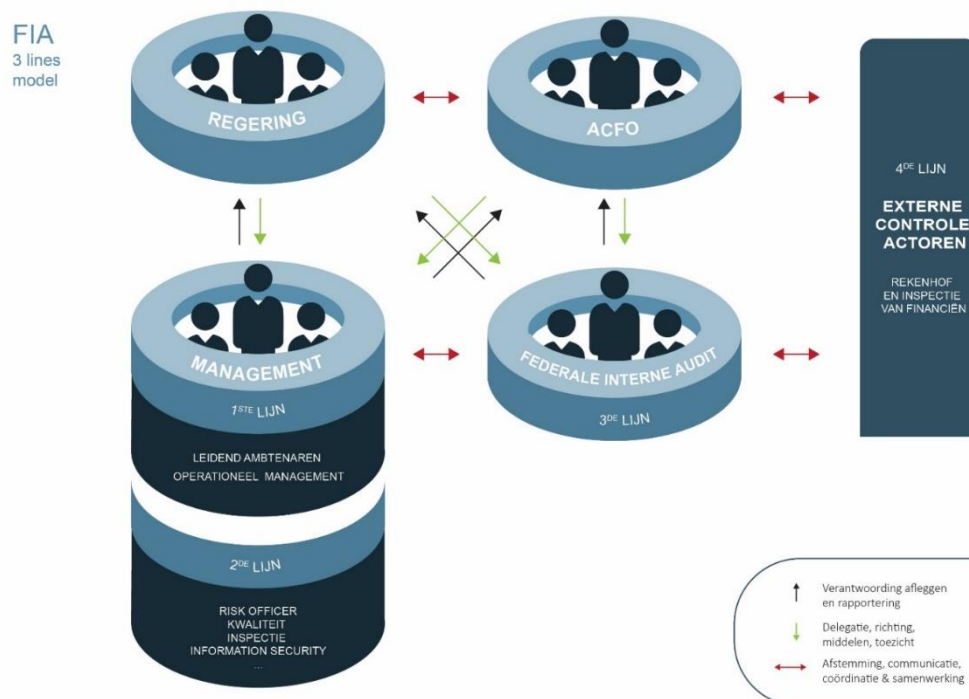 FIA
3 lines
model
REGERING
ACFO
4DE LIJN
EXTERNE
CONTROLE
ACTOREN
REKENHOF
EN INSPECTIE
VAN FINANCIËN
MANAGEMENT
1STE LIJN
LEIDEND AMBTENAREN
OPERATIONEEL MANAGEMENT
FEDERALE INTERNE AUDIT
3DE LIJN
2DE LIJN
RISK OFFICER
KWALITEIT
INSPECTIE
INFORMATION SECURITY
...
Verantwoording afleggen
en rapportering
Delegatie, richting,
middelen, toezicht
Afstemming, communicatie,
coördinatie & samenwerking